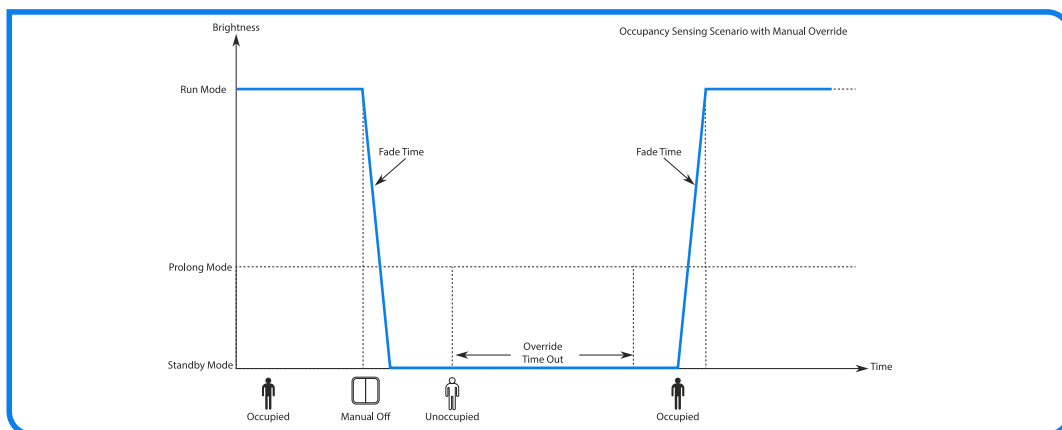 Brightness
Occupancy Sensing Scenario with Manual Override
Run Mode
Fade Time
Fade Time
Prolong Mode
Override
Time Out
Standby Mode
Time
Occupied
Manual Off
Unoccupied
Occupied